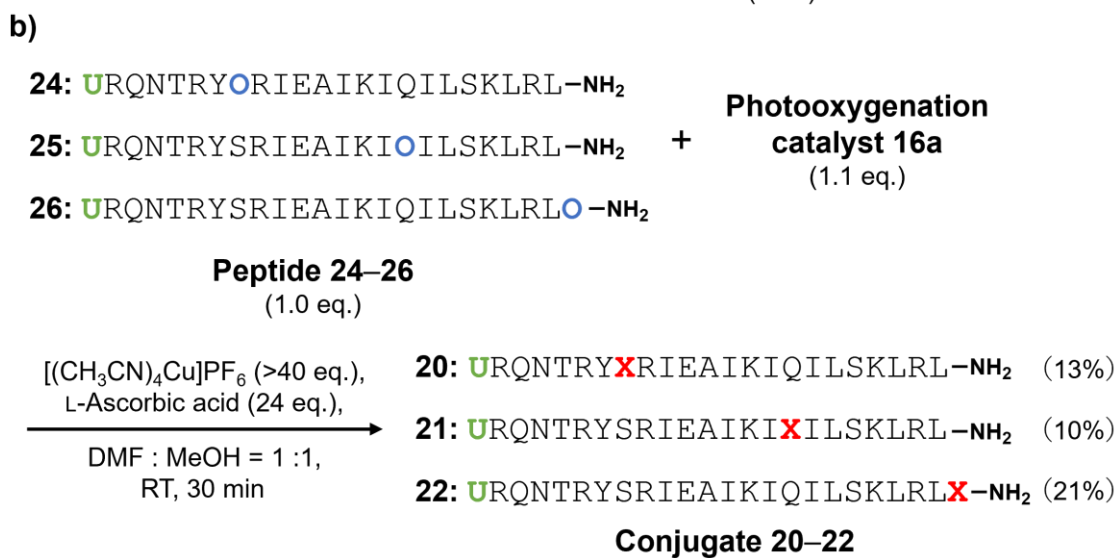 b)
24: URQNTRYORIEAIKIQILSKLRL–NH2
25: URQNTRYSRIEAIKIOILSKLRL–NH2
26: URQNTRYSRIEAIKIQILSKLRLO–NH2
Peptide 24–26
(1.0 eq.)
+
Photooxygenation
catalyst 16a
(1.1 eq.)
[(CH3CN)4Cu]PF6 (>40 eq.),
L-Ascorbic acid (24 eq.),
DMF : MeOH = 1 :1,
RT, 30 min
20: URQNTRYXRIEAIKIQILSKLRL–NH2 (13%)
21: URQNTRYSRIEAIKIXILSKLRL–NH2 (10%)
22: URQNTRYSRIEAIKIQILSKLRLX–NH2 (21%)
Conjugate 20–22